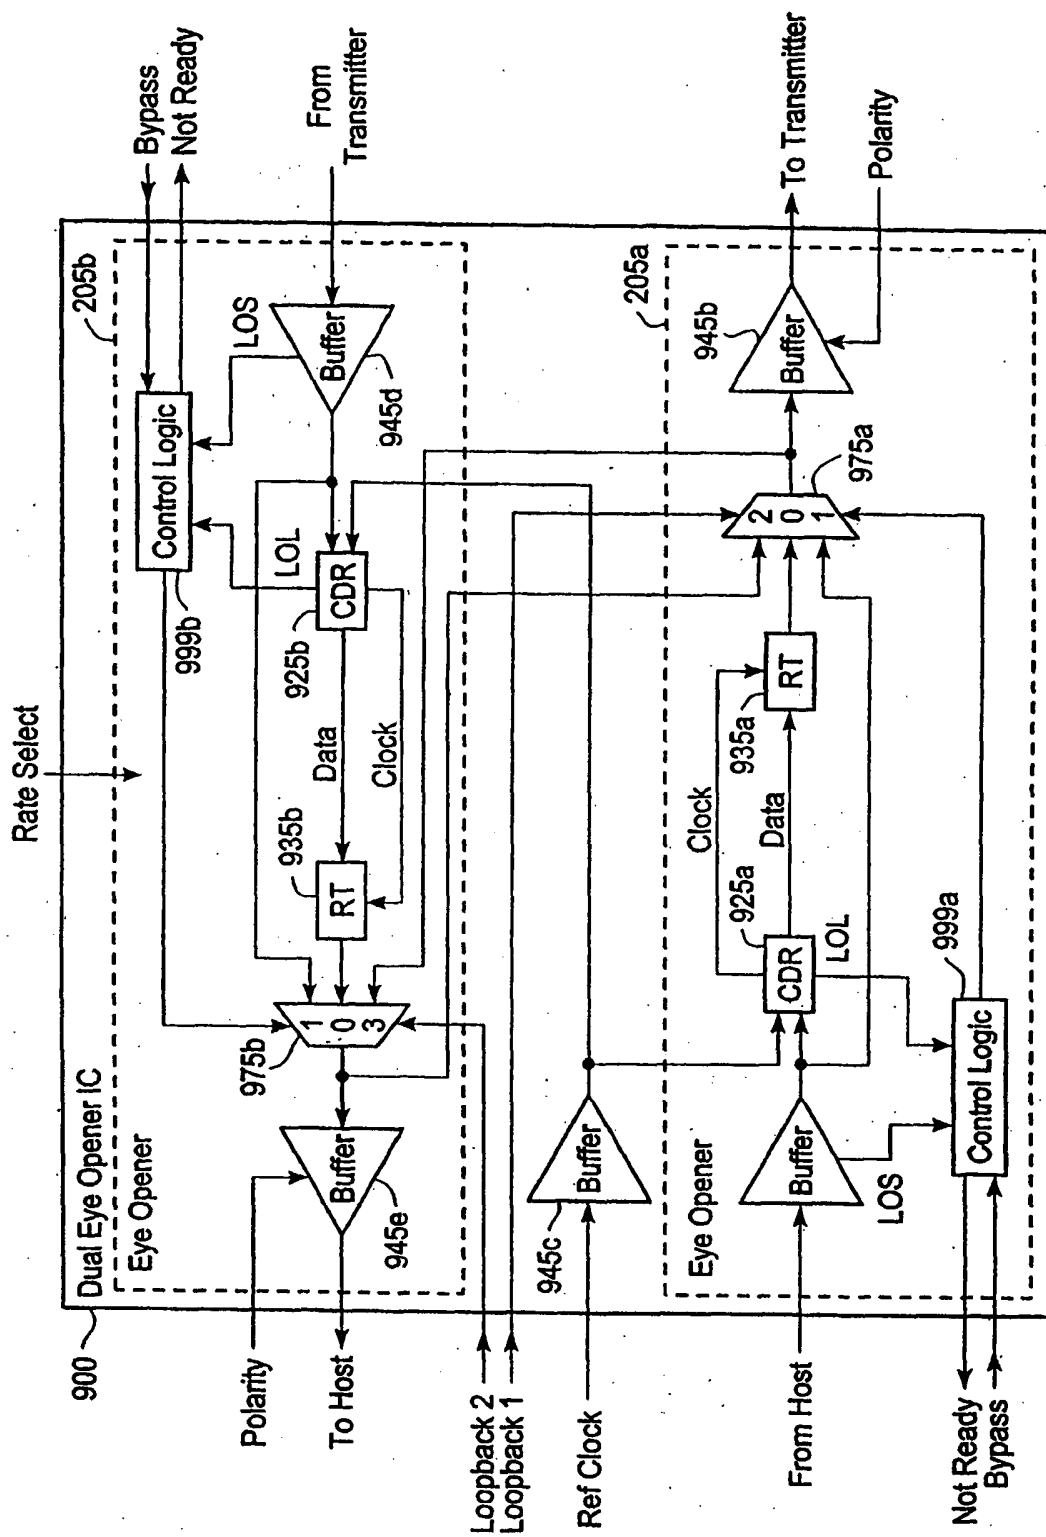 900
Dual Eye Opener IC
Rate Select
Eye Opener
205b
Bypass
Not Ready
Control Logic
999b
LOS
LOL
From
Transmitter
Buffer
945d
CDR
925b
Data
Clock
RT
935b
1
0
3
975b
Buffer
945e
Polarity
To Host
Loopback 2
Loopback 1
Ref Clock
Buffer
945c
Eye Opener
205a
From Host
Buffer
LOS
CDR
925a
LOL
Clock
Data
RT
935a
2
0
1
975a
Buffer
945b
To Transmitter
Polarity
Control Logic
999a
Not Ready
Bypass